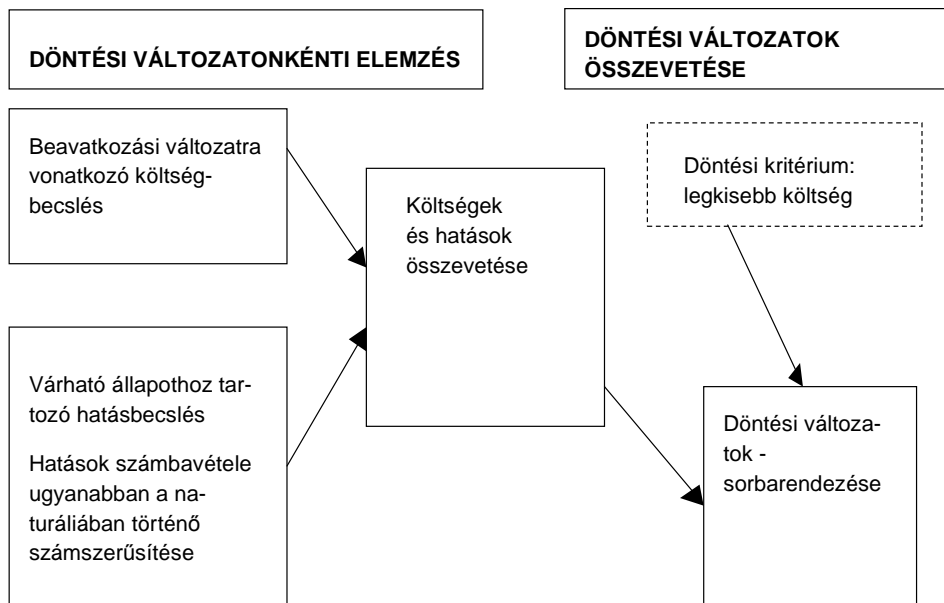 DÖNTÉSI VÁLTOZATONKÉNTI ELEMZÉS
DÖNTÉSI VÁLTOZATOK
ÖSSZEVETÉSE
Beavatkozási változatra
vonatkozó költség-
becslés
Döntési kritérium:
legkisebb költség
Költségek
és hatások
összevetése
Várható állapothoz tar-
tozó hatásbecslés
Hatások számbavétele
ugyanabban a na-
turáliában történő
számszerűsítése
Döntési változa-
tok -
sorbarendezése